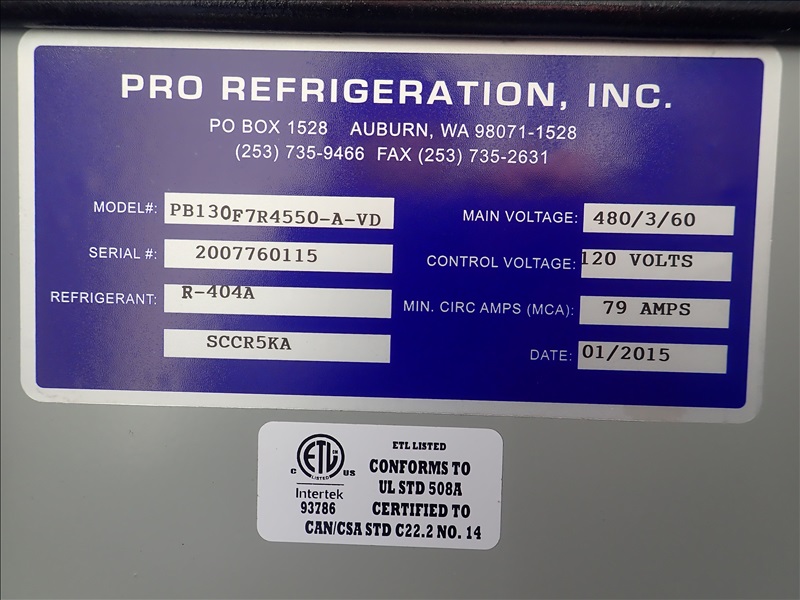 PRO REFRIGERATION, INC.
PO BOX 1528 AUBURN, WA 98071-1528
(253) 735-9466 FAX (253) 735-2631
MODEL#: PB130F7R4550-A-VD
SERIAL #: 2007760115
REFRIGERANT: R-404A
SCCR5KA
MAIN VOLTAGE: 480/3/60
CONTROL VOLTAGE: 120 VOLTS
MIN. CIRC AMPS (MCA): 79 AMPS
DATE: 01/2015
ETL LISTED
CONFORMS TO
UL STD 508A
CERTIFIED TO
CAN/CSA STD C22.2 NO. 14
ETL
LISTED
C US
Intertek
93786